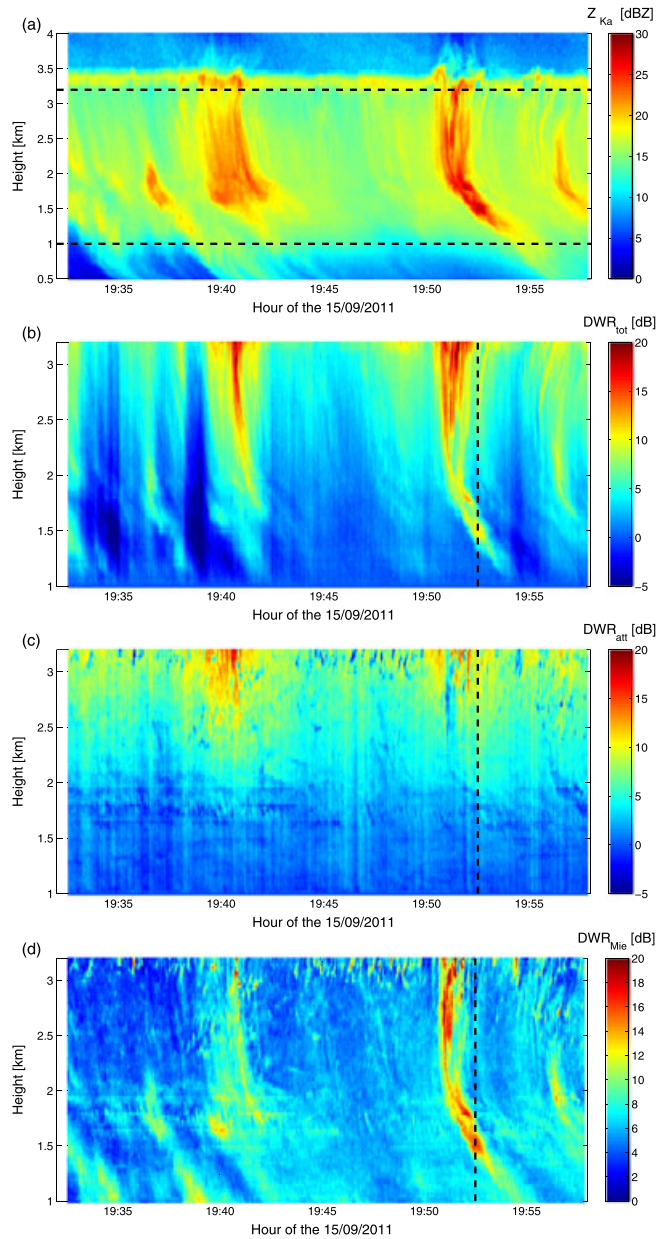 (a)
Z Ka [dBZ]
4
3.5
3
2.5
2
1.5
1
0.5
Height [km]
19:35 19:40 19:45 19:50 19:55
Hour of the 15/09/2011
30
25
20
15
10
5
0
(b)
DWR tot [dB]
3
2.5
2
1.5
1
Height [km]
19:35 19:40 19:45 19:50 19:55
Hour of the 15/09/2011
20
15
10
5
0
−5
(c)
DWR att [dB]
3
2.5
2
1.5
1
Height [km]
19:35 19:40 19:45 19:50 19:55
Hour of the 15/09/2011
20
15
10
5
0
−5
(d)
DWR Mie [dB]
3
2.5
2
1.5
1
Height [km]
19:35 19:40 19:45 19:50 19:55
Hour of the 15/09/2011
20
18
16
14
12
10
8
6
4
2
0